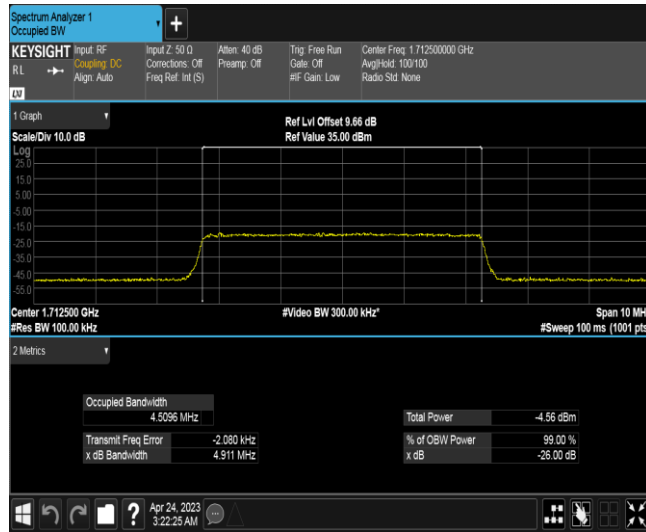 Spectrum Analyzer 1
Occupied BW
+
KEYSIGHT
R L
LXI
Input: RF
Coupling: DC
Align: Auto
Input Z: 50 Ω
Corrections: Off
Freq Ref: Int (S)
Atten: 40 dB
Preamp: Off
Trig: Free Run
Gate: Off
#IF Gain: Low
Center Freq: 1.712500000 GHz
Avg|Hold: 100/100
Radio Std: None
1 Graph
Scale/Div 10.0 dB
Ref Lvl Offset 9.66 dB
Ref Value 35.00 dBm
Log
25.0
15.0
5.00
-5.00
-15.0
-25.0
-35.0
-45.0
-55.0
Center 1.712500 GHz
#Res BW 100.00 kHz
#Video BW 300.00 kHz*
Span 10 MH
#Sweep 100 ms (1001 pts
2 Metrics
Occupied Bandwidth
4.5096 MHz
Transmit Freq Error -2.080 kHz
x dB Bandwidth 4.911 MHz
Total Power -4.56 dBm
% of OBW Power 99.00 %
x dB -26.00 dB
?
Apr 24, 2023
3:22:25 AM